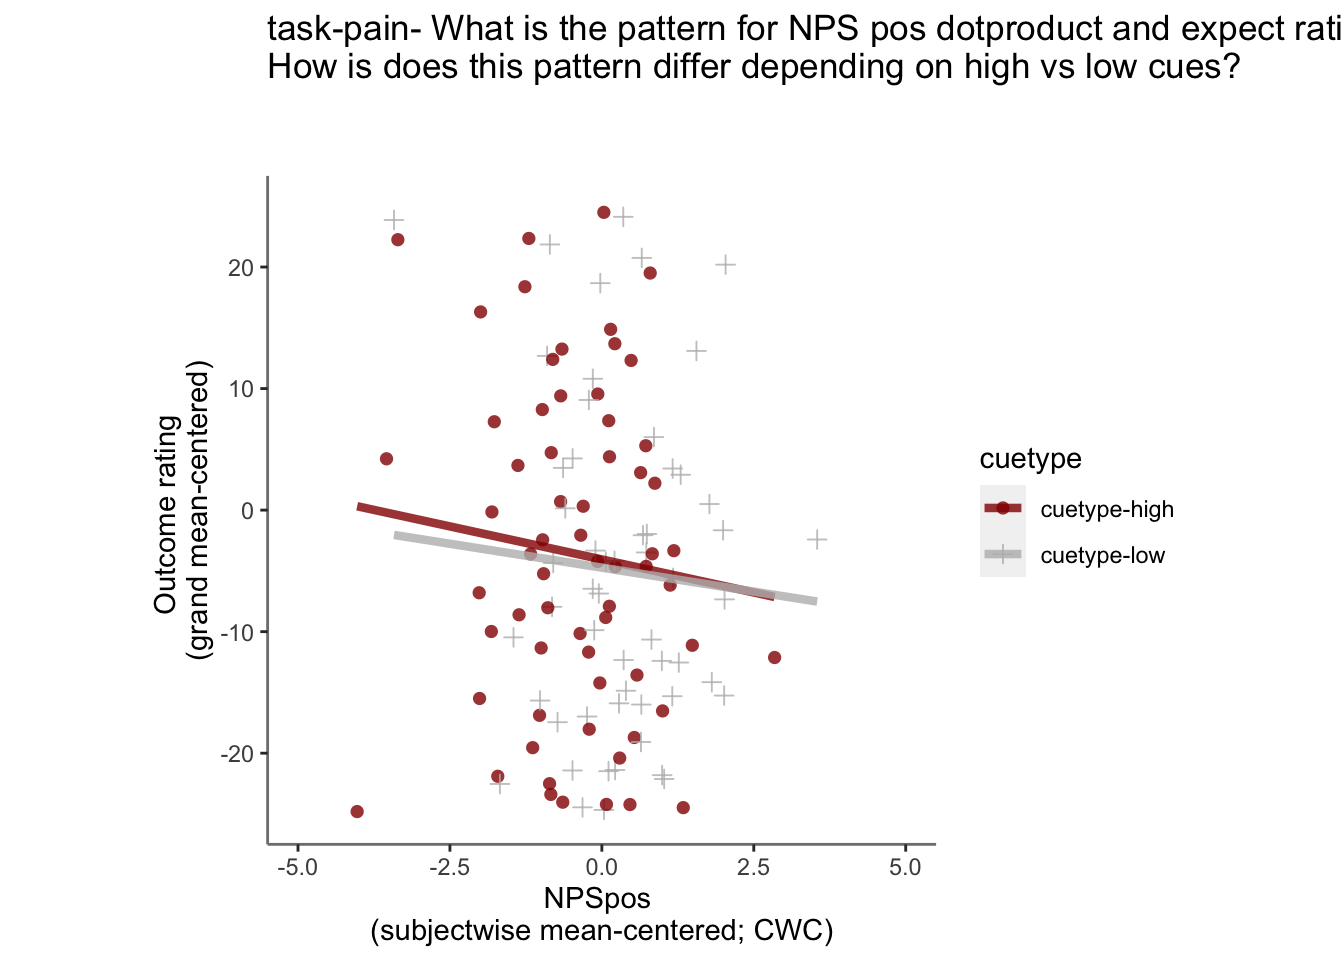 task-pain- What is the pattern for NPS pos dotproduct and expect rati
How is does this pattern differ depending on high vs low cues?
20
10
0
-10
-20
Outcome rating
(grand mean-centered)
-5.0
-2.5
0.0
2.5
5.0
NPSpos
(subjectwise mean-centered; CWC)
cuetype
cuetype-high
cuetype-low